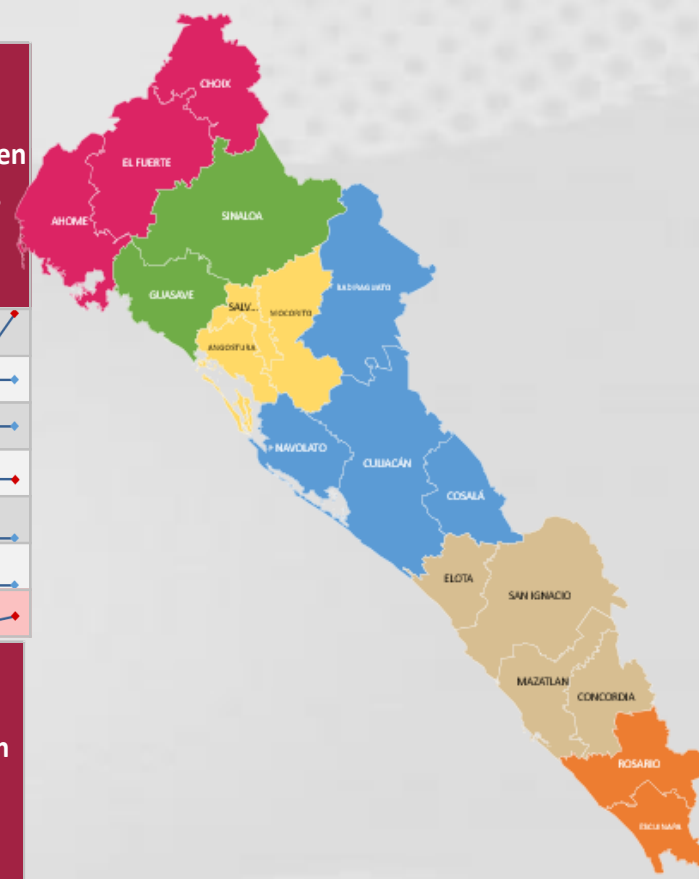 en
n
CHOIX
EL FUERTE
AHOME
SINALOA
GUASAVE
SALV...
MOCORITO
BADIRAGUATO
ANGOSTURA
NAVOLATO
CULIACÁN
COSALÁ
ELOTA
SAN IGNACIO
MAZATLAN
CONCORDIA
ROSARIO
ESCUINAPA